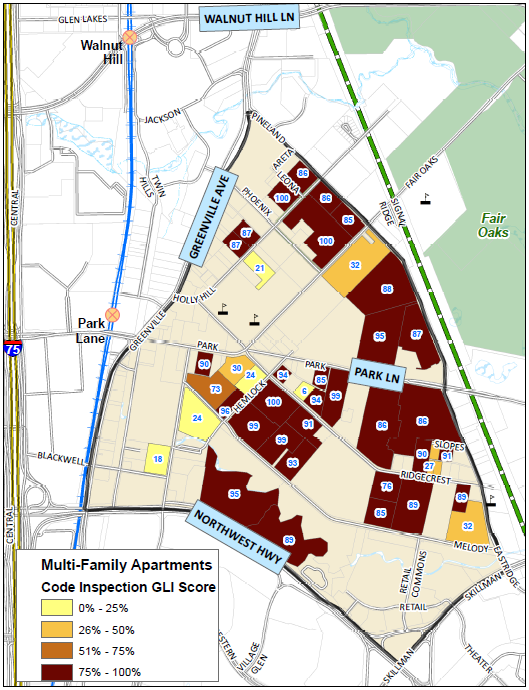 GLEN LAKES
WALNUT HILL LN
Walnut
Hill
JACKSON
PINELAND
ARETA
LEONA
86
100
86
85
100
FAIR OAKS
TWIN
HILLS
PHOENIX
SIGNAL
RIDGE
CENTRAL
GREENVILLE AVE
87
87
Fair
Oaks
32
21
88
HOLLY HILL
Park
Lane
GREENVILLE
95
87
75
PARK
PARK
PARK LN
90
30
24
94
85
73
6
94
99
HEMLOCK
100
96
24
99
91
86
86
99
SLOPES
90
91
27
BLACKWELL
18
93
RIDGECREST
95
76
89
85
89
32
NORTHWEST HWY
CENTRAL
89
MELODY
EASTRIDGE
RETAIL
COMMONS
SKILLMAN
RETAIL
Multi-Family Apartments
Code Inspection GLI Score
0% - 25%
26% - 50%
51% - 75%
75% - 100%
ESTERN
VILLAGE
GLEN
SKILLMAN
THEATER